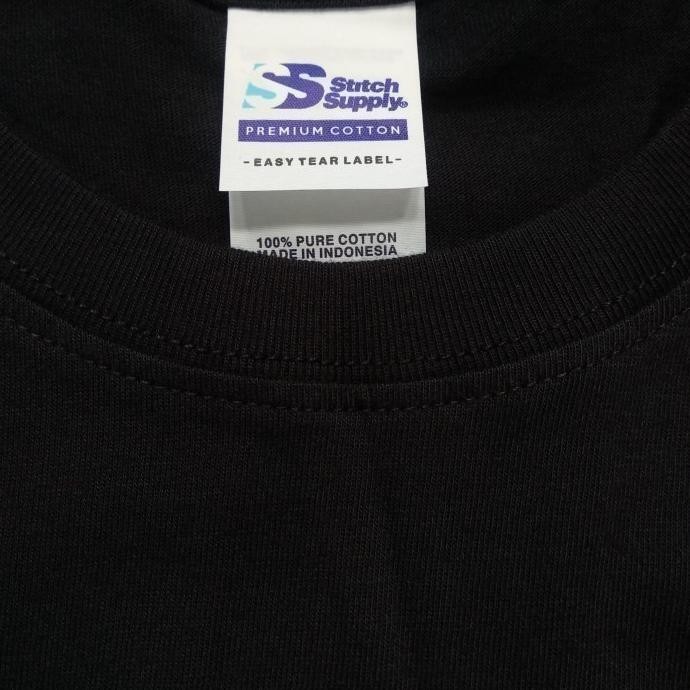 SS Stitch
Supply®
PREMIUM COTTON
-EASY TEAR LABEL-
100% PURE COTTON
MADE IN INDONESIA